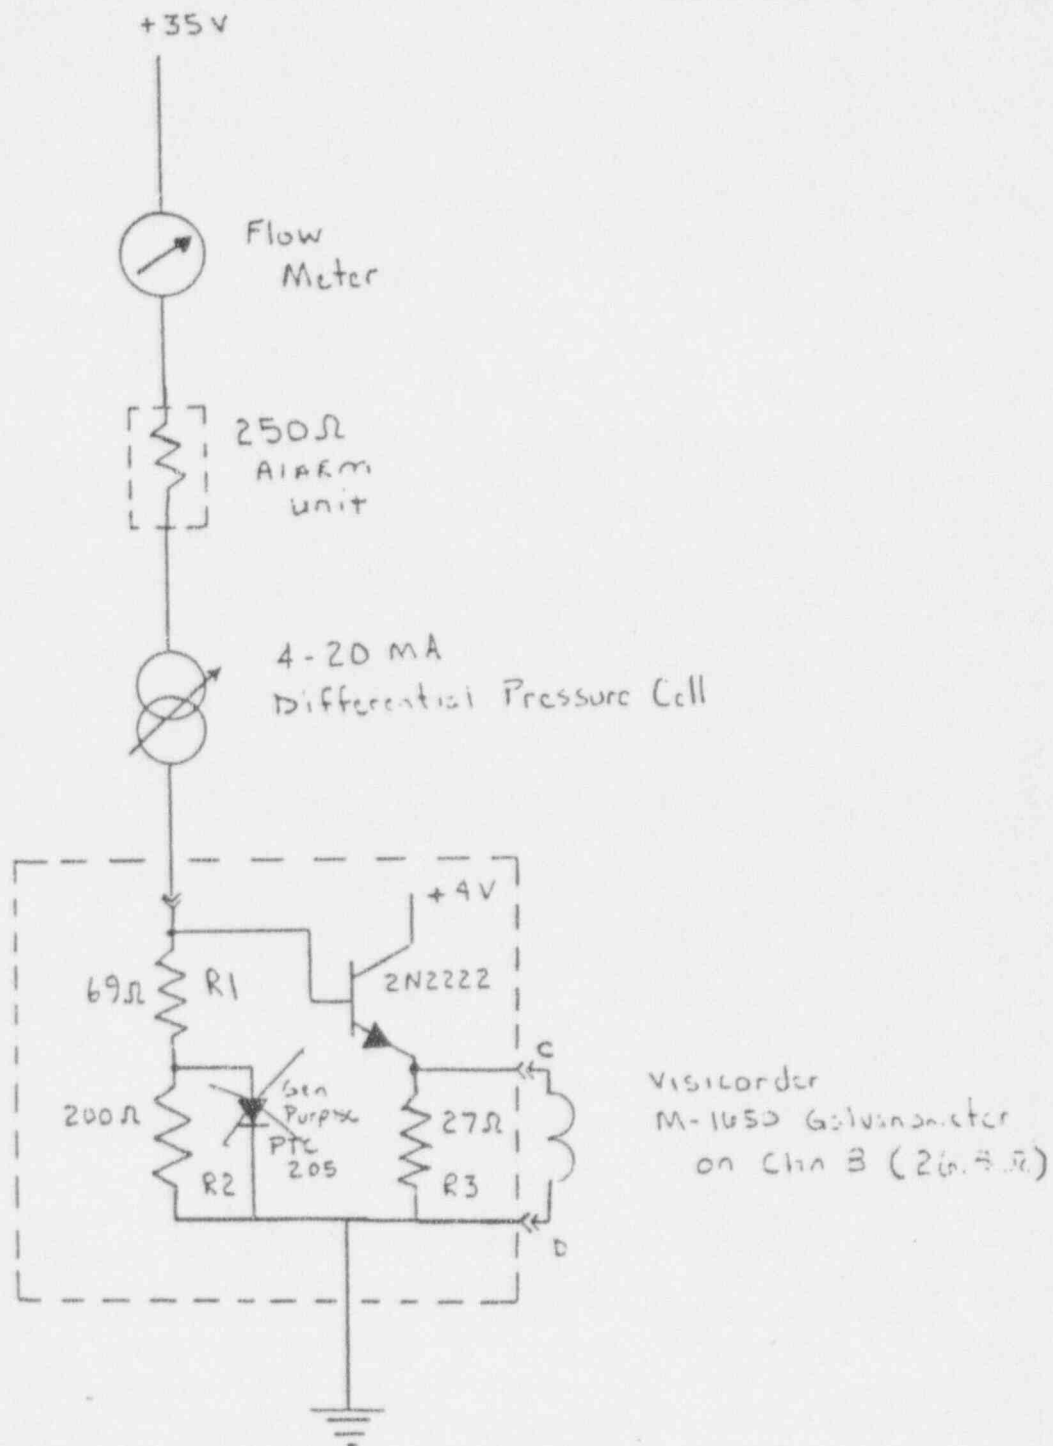 +35V
Flow
Meter
250Ω
AlARm
unit
4-20 MA
Differential Pressure Cell
+4V
2N2222
69Ω
R1
C
Gen
Purpose
PTC
205
200Ω
R2
27Ω
R3
D
Visicorder
M-1650 Galvanometer
on Chn 3